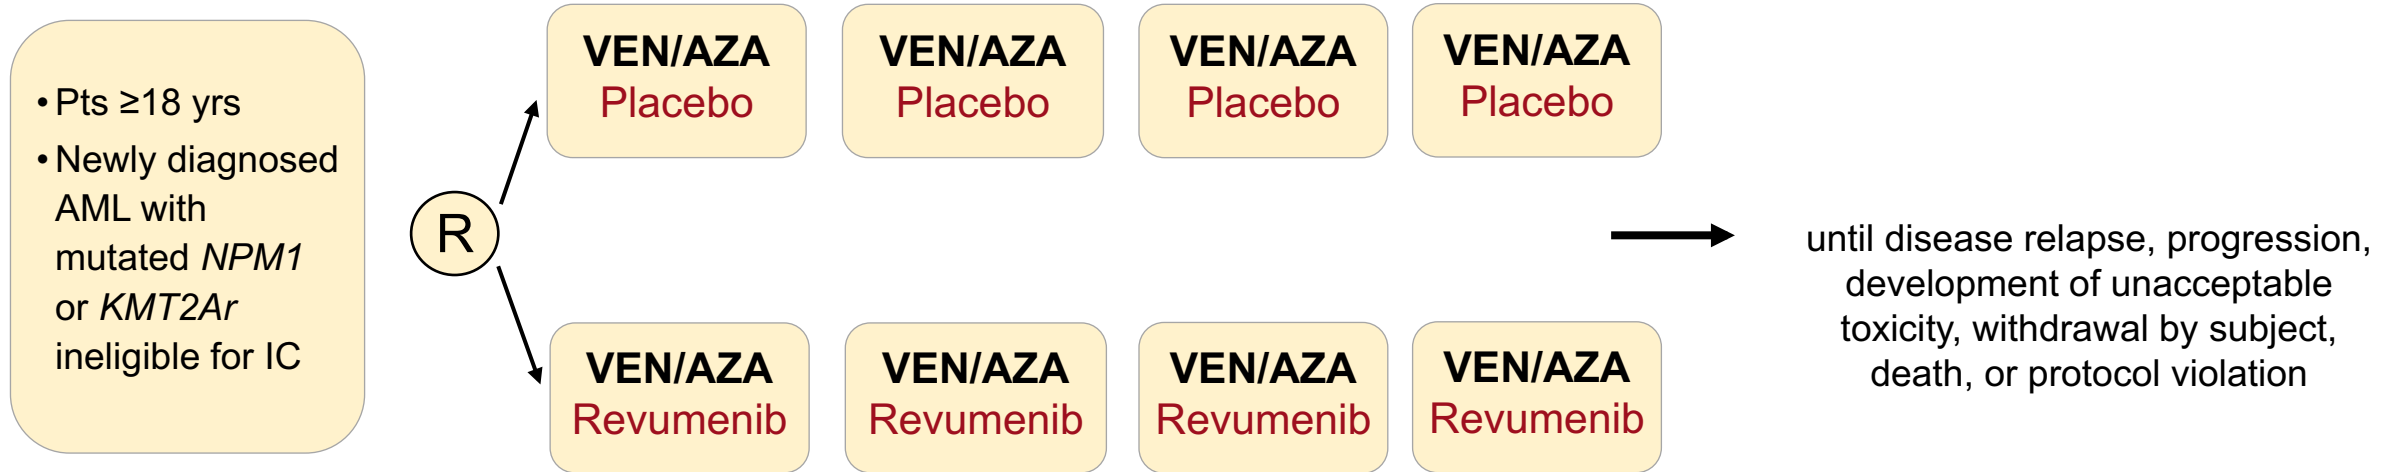 • Pts ≥18 yrs
• Newly diagnosed
AML with
mutated NPM1
or KMT2Ar
ineligible for IC
R
VEN/AZA
Placebo
VEN/AZA
Placebo
VEN/AZA
Placebo
VEN/AZA
Placebo
VEN/AZA
Revumenib
VEN/AZA
Revumenib
VEN/AZA
Revumenib
VEN/AZA
Revumenib
until disease relapse, progression,
development of unacceptable
toxicity, withdrawal by subject,
death, or protocol violation